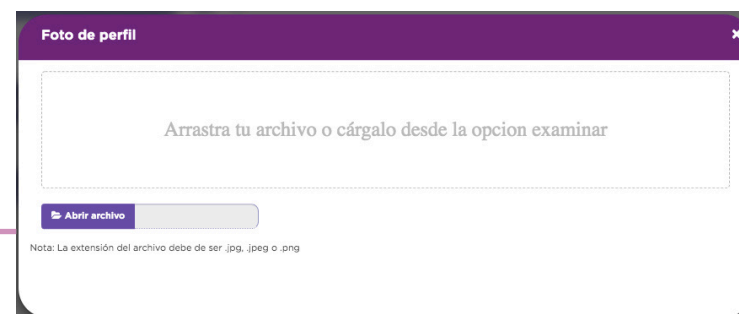 Foto de perfil
Arrastra tu archivo o cárgalo desde la opcion examinar
Abrir archivo
Nota: La extensión del archivo debe de ser .jpg, .jpeg o .png